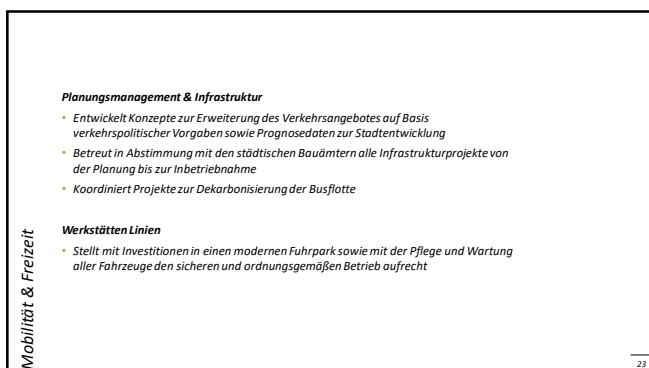 Planungsmanagement & Infrastruktur
• Entwickelt Konzepte zur Erweiterung des Verkehrsangebotes auf Basis
verkehrspolitischer Vorgaben sowie Prognosedaten zur Stadtentwicklung
• Betreut in Abstimmung mit den städtischen Bauämtern alle Infrastrukturprojekte von
der Planung bis zur Inbetriebnahme
• Koordiniert Projekte zur Dekarbonisierung der Busflotte
Werkstätten Linien
• Stellt mit Investitionen in einen modernen Fuhrpark sowie mit der Pflege und Wartung
aller Fahrzeuge den sicheren und ordnungsgemäßen Betrieb aufrecht
Mobilität & Freizeit
23